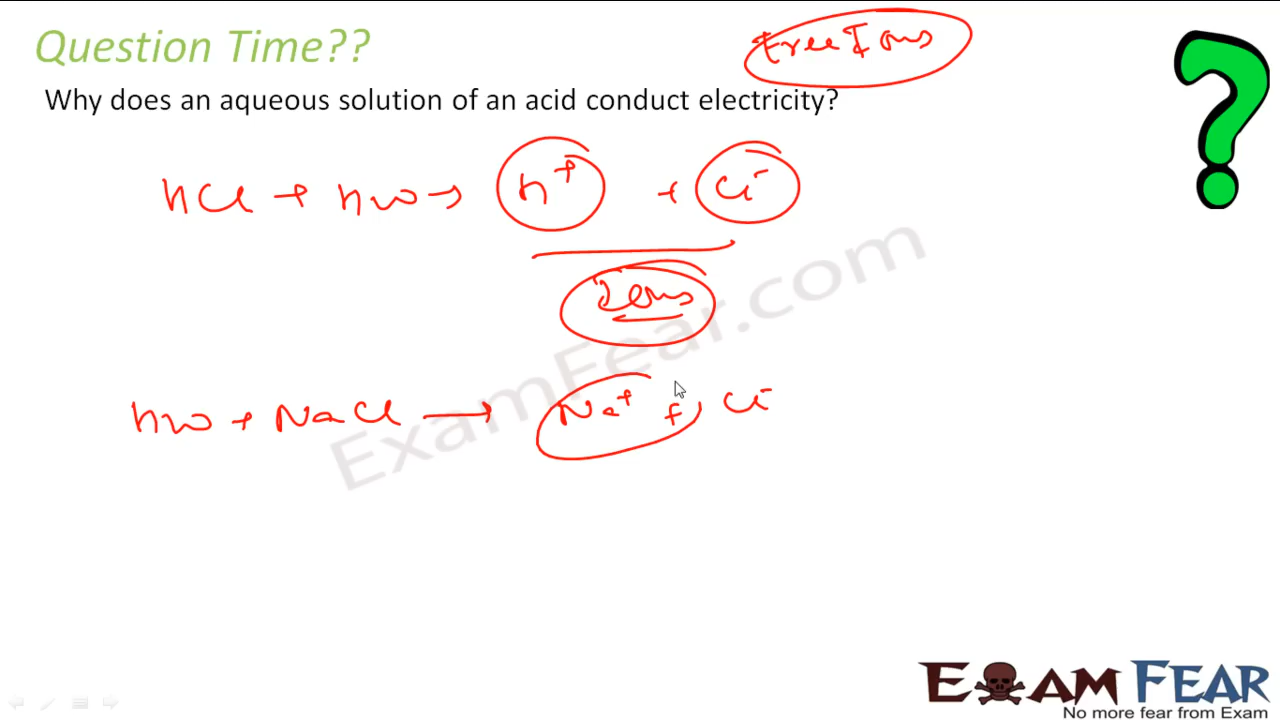 Free Ions
Question Time??
Why does an aqueous solution of an acid conduct electricity?
HCl + H2O → H+ + Cl-
Ions
H2O + NaCl → Na+ + Cl-
ExamFear.com
EXAM FEAR
No more fear from Exam